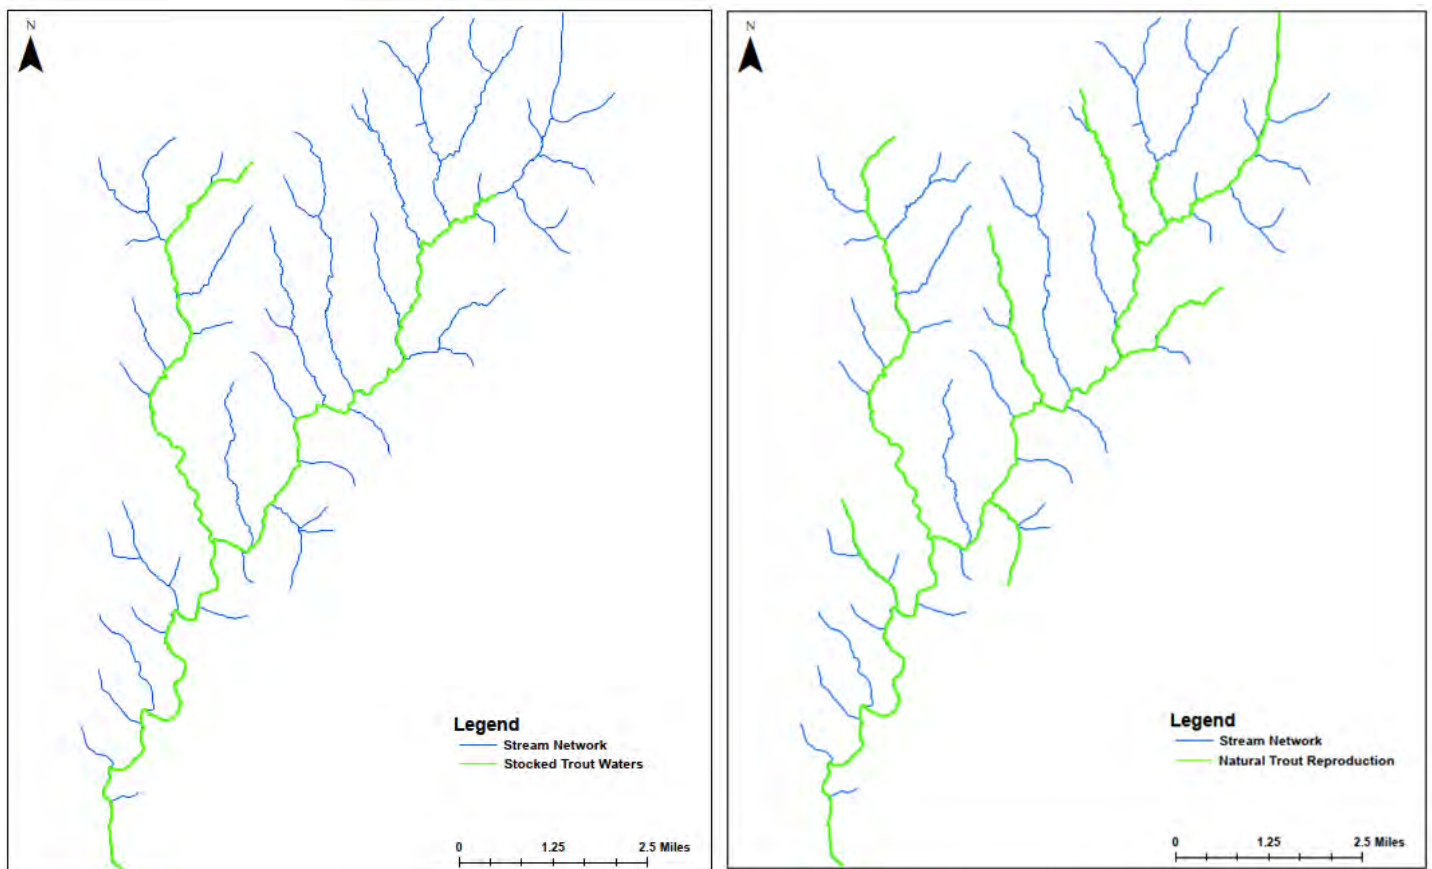 N
Legend
Stream Network
Stocked Trout Waters
0 1.25 2.5 Miles
N
Legend
Stream Network
Natural Trout Reproduction
0 1.25 2.5 Miles